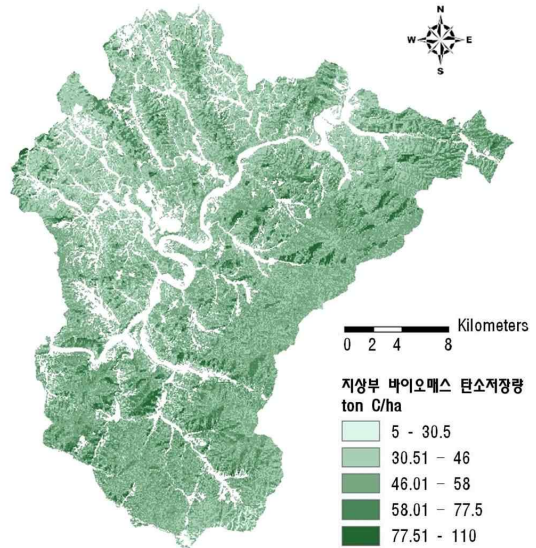 N
W E
S
Kilometers
0 2 4 8
지상부 바이오매스 탄소저장량
ton C/ha
5 - 30.5
30.51 - 46
46.01 - 58
58.01 - 77.5
77.51 - 110